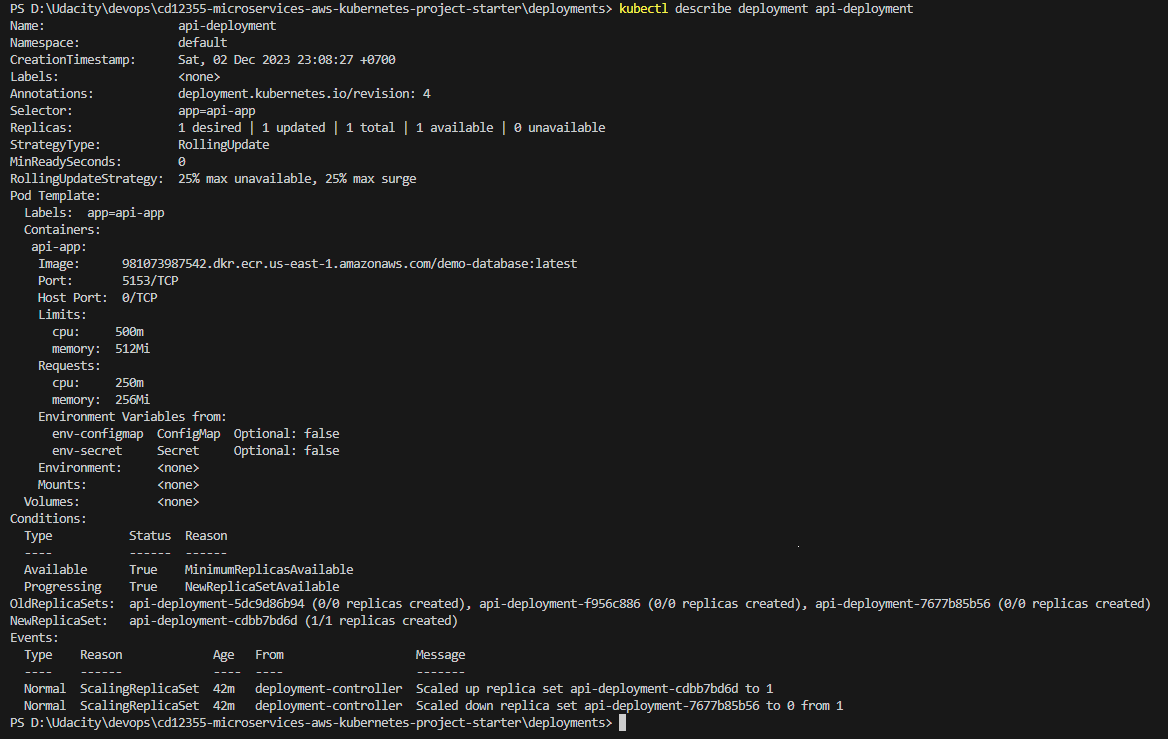 PS D:\Udacity\devops\cd12355-microservices-aws-kubernetes-project-starter\deployments> kubectl describe deployment api-deployment
Name:                   api-deployment
Namespace:              default
CreationTimestamp:      Sat, 02 Dec 2023 23:08:27 +0700
Labels:                 <none>
Annotations:            deployment.kubernetes.io/revision: 4
Selector:               app=api-app
Replicas:               1 desired | 1 updated | 1 total | 1 available | 0 unavailable
StrategyType:           RollingUpdate
MinReadySeconds:        0
RollingUpdateStrategy:  25% max unavailable, 25% max surge
Pod Template:
  Labels:  app=api-app
  Containers:
   api-app:
    Image:      981073987542.dkr.ecr.us-east-1.amazonaws.com/demo-database:latest
    Port:       5153/TCP
    Host Port:  0/TCP
    Limits:
      cpu:     500m
      memory:  512Mi
    Requests:
      cpu:     250m
      memory:  256Mi
    Environment Variables from:
      env-configmap  ConfigMap  Optional: false
      env-secret     Secret     Optional: false
    Environment:     <none>
    Mounts:          <none>
  Volumes:           <none>
Conditions:
  Type           Status  Reason
  ----           ------  ------
  Available      True    MinimumReplicasAvailable
  Progressing    True    NewReplicaSetAvailable
OldReplicaSets:  api-deployment-5dc9d86b94 (0/0 replicas created), api-deployment-f956c886 (0/0 replicas created), api-deployment-7677b85b56 (0/0 replicas created)
NewReplicaSet:   api-deployment-cdbb7bd6d (1/1 replicas created)
Events:
  Type    Reason             Age   From                   Message
  ----    ------             ----  ----                   -------
  Normal  ScalingReplicaSet  42m   deployment-controller  Scaled up replica set api-deployment-cdbb7bd6d to 1
  Normal  ScalingReplicaSet  42m   deployment-controller  Scaled down replica set api-deployment-7677b85b56 to 0 from 1
PS D:\Udacity\devops\cd12355-microservices-aws-kubernetes-project-starter\deployments>